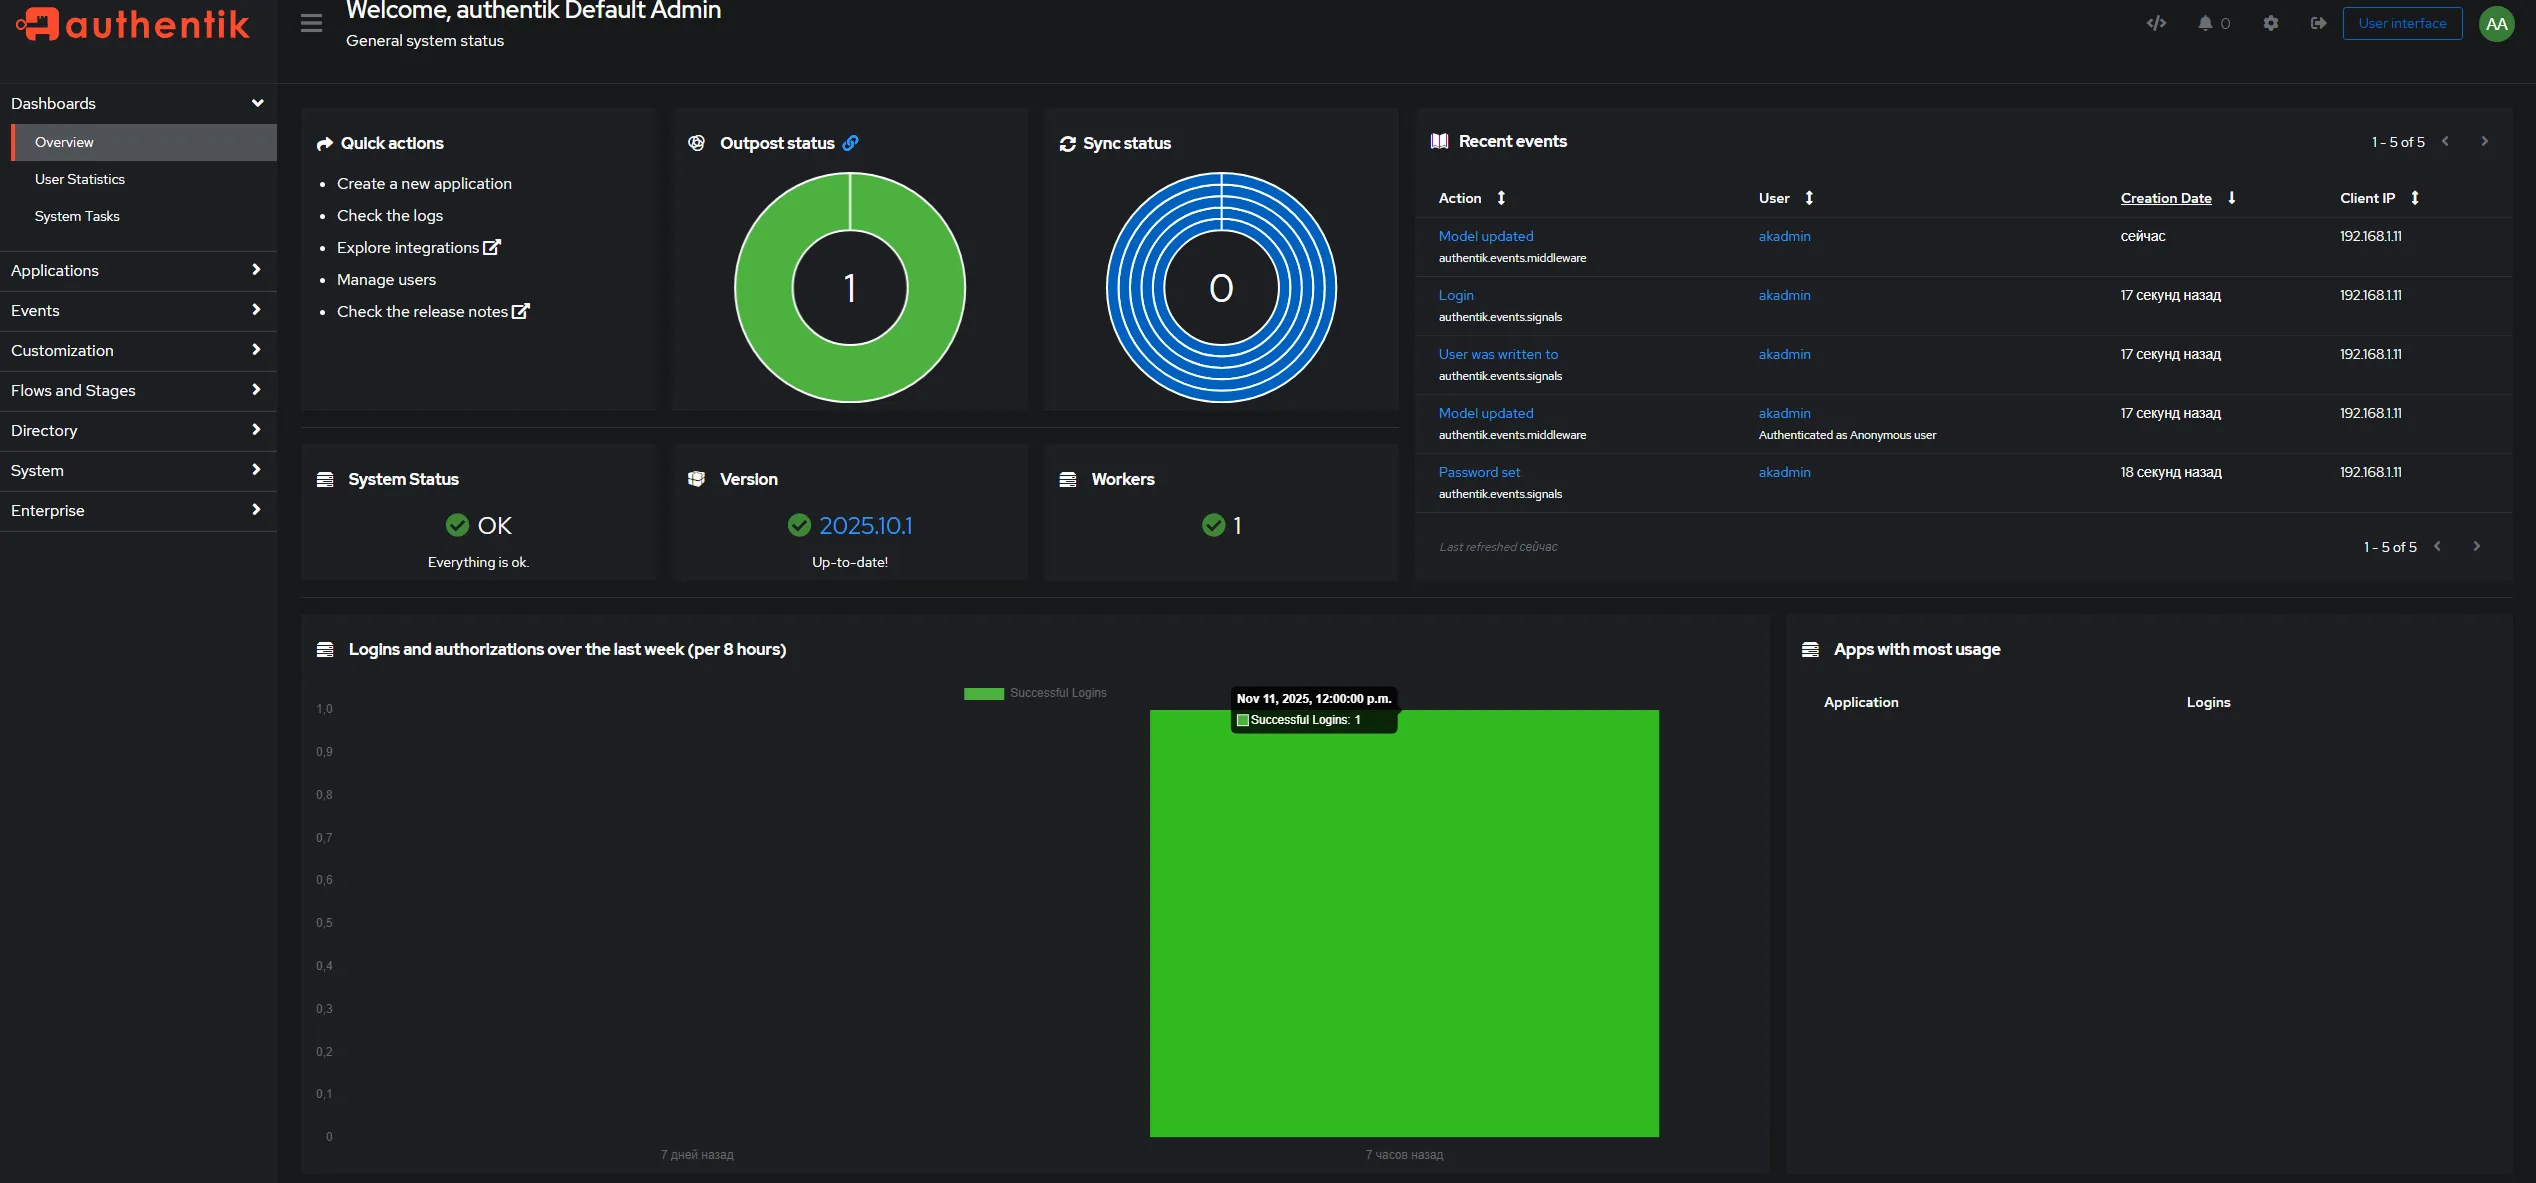 authentik
Welcome, authentik Default Admin
General system status
0
User interface
AA
Dashboards
Overview
User Statistics
System Tasks
Applications
Events
Customization
Flows and Stages
Directory
System
Enterprise
Quick actions
Create a new application
Check the logs
Explore integrations
Manage users
Check the release notes
Outpost status
1
Sync status
0
System Status
OK
Everything is ok.
Version
2025.10.1
Up-to-date!
Workers
1
Recent events
1 - 5 of 5
Action User Creation Date Client IP
Model updated akadmin сейчас 192.168.1.11
authentik.events.middleware
Login akadmin 17 секунд назад 192.168.1.11
authentik.events.signals
User was written to akadmin 17 секунд назад 192.168.1.11
authentik.events.signals
Model updated akadmin 17 секунд назад 192.168.1.11
authentik.events.middleware Authenticated as Anonymous user
Password set akadmin 18 секунд назад 192.168.1.11
authentik.events.signals
Last refreshed сейчас 1 - 5 of 5
Logins and authorizations over the last week (per 8 hours)
Successful Logins
Nov 11, 2025, 12:00:00 p.m.
Successful Logins: 1
1,0
0,9
0,8
0,7
0,6
0,5
0,4
0,3
0,2
0,1
0
7 дней назад 7 часов назад
Apps with most usage
Application Logins